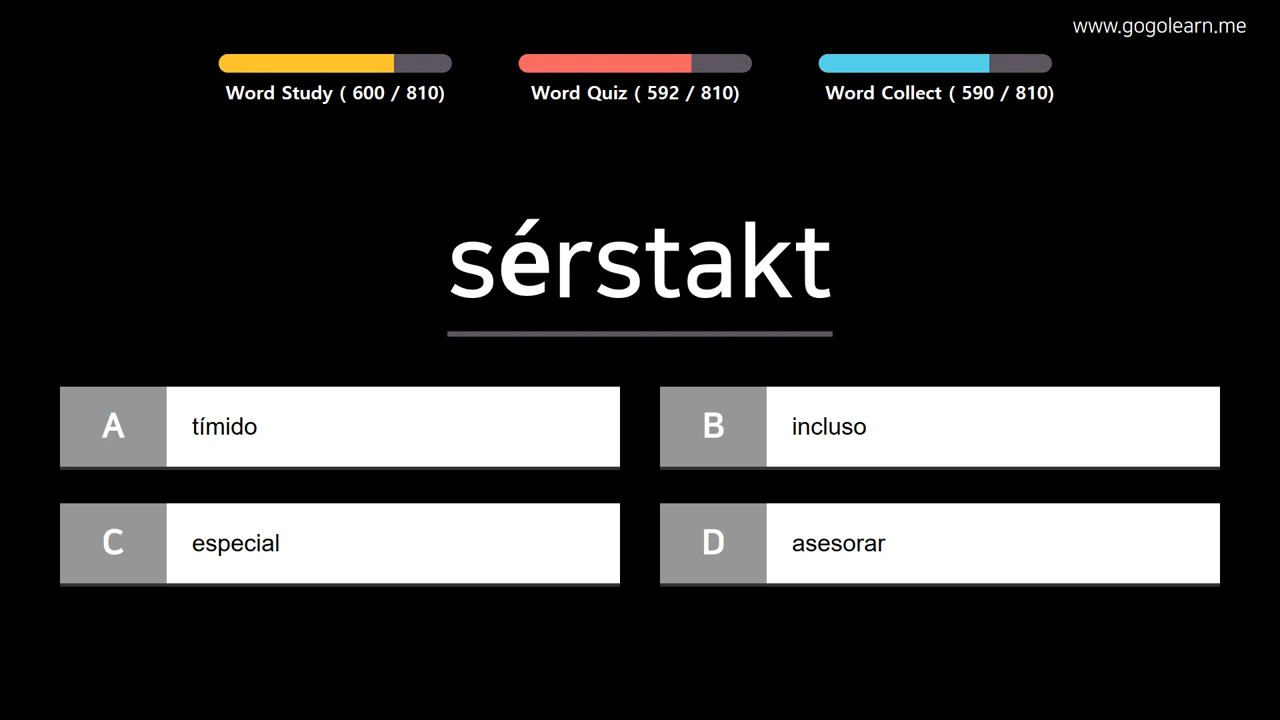 www.gogolearn.me
Word Study ( 600 / 810)
Word Quiz ( 592 / 810)
Word Collect ( 590 / 810)
sérstakt
A tímido
B incluso
C especial
D asesorar